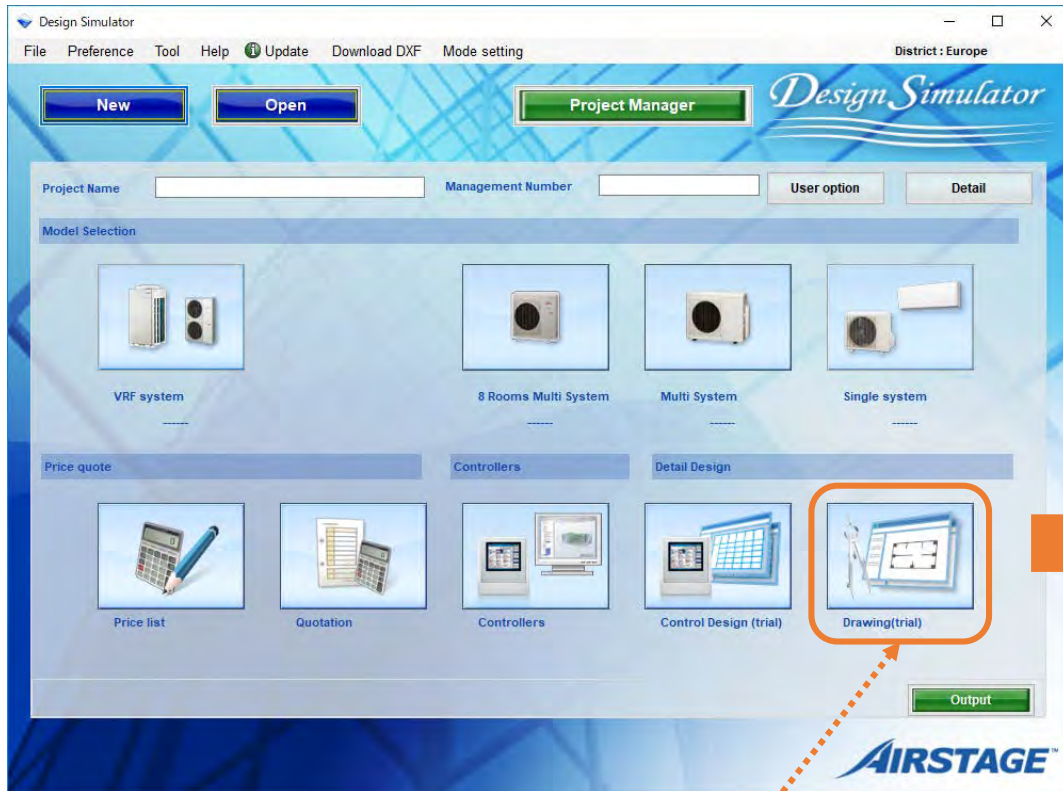 Design Simulator
File Preference Tool Help Update Download DXF Mode setting District : Europe
New Open Project Manager Design Simulator
Project Name Management Number User option Detail
Model Selection
VRF system 8 Rooms Multi System Multi System Single system
------ ------ ------ ------
Price quote Controllers Detail Design
Price list Quotation Controllers Control Design (trial) Drawing(trial)
Output
AIRSTAGE™